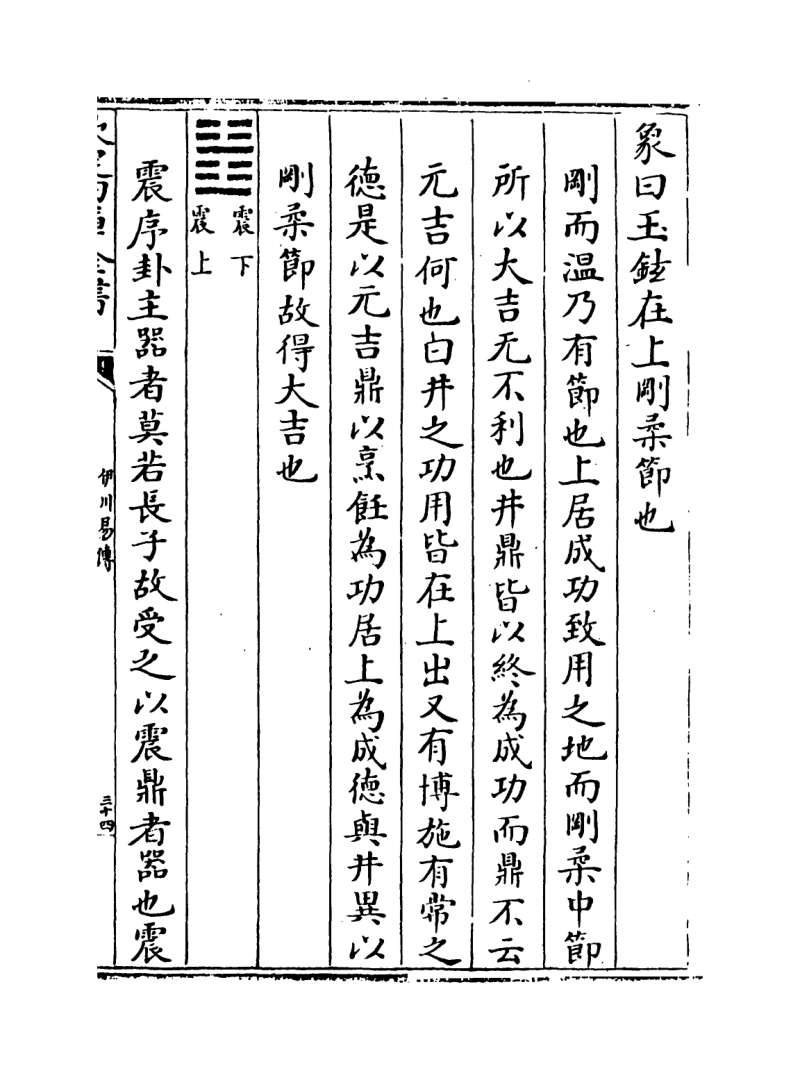 象曰玉鉉在上剛柔節也
剛而温乃有節也上居成功致用之地而剛柔中節
所以大吉无不利也井鼎皆以終為成功而鼎不云
元吉何也曰井之功用皆在上出又有博施有常之
德是以元吉鼎以烹飪為功居上為成德與井異以
剛柔節故得大吉也
震下
震上
震序卦主器者莫若長子故受之以震鼎者器也震
伊川易傳
三十四